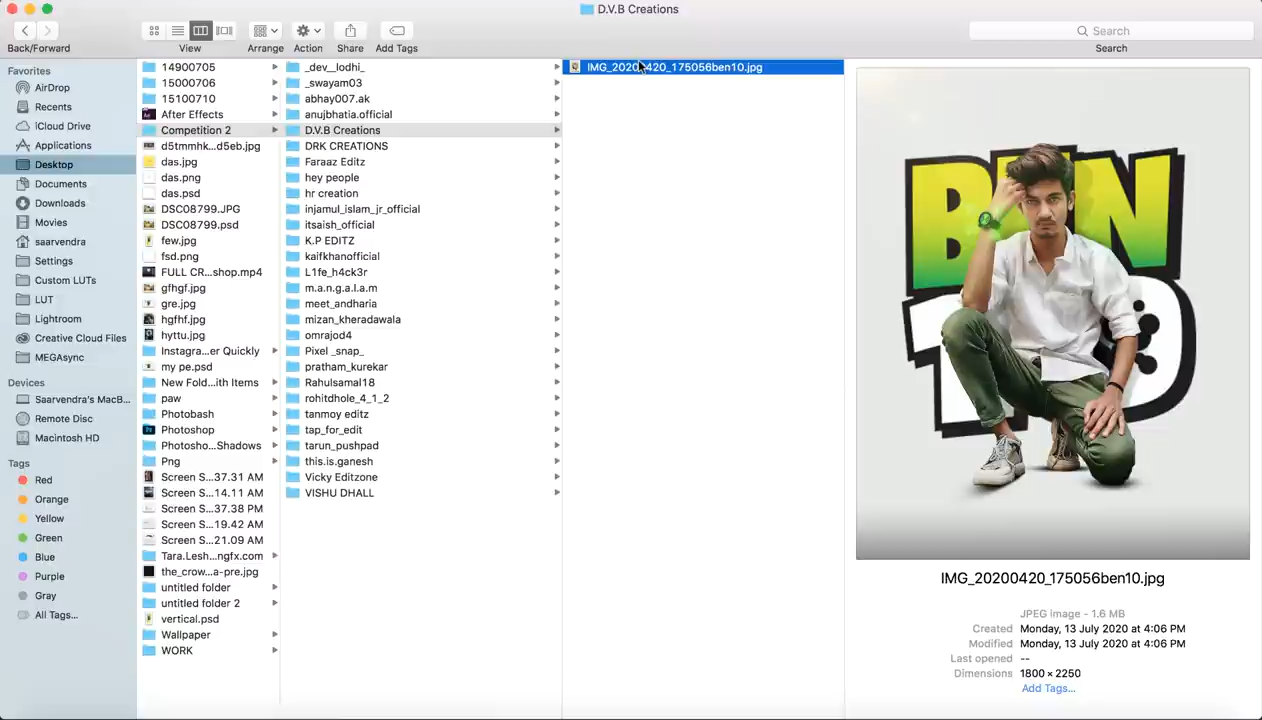 D.V.B Creations
Back/Forward
View
Arrange
Action
Share
Add Tags
Search
Search
Favorites
AirDrop
Recents
iCloud Drive
Applications
Desktop
Documents
Downloads
Movies
saarvendra
Settings
Custom LUTs
LUT
Lightroom
Creative Cloud Files
MEGAsync
Devices
Saarvendra's MacB...
Remote Disc
Macintosh HD
Tags
Red
Orange
Yellow
Green
Blue
Purple
Gray
All Tags...
14900705
15000706
15100710
After Effects
Competition 2
d5tmmhk...d5eb.jpg
das.jpg
das.png
das.psd
DSC08799.JPG
DSC08799.psd
few.jpg
fsd.png
FULL CR...shop.mp4
gfhgf.jpg
gre.jpg
hgfhf.jpg
hyttu.jpg
Instagra...er Quickly
my pe.psd
New Fold...ith Items
paw
Photobash
Photoshop
Photosho...Shadows
Png
Screen S...37.31 AM
Screen S...14.11 AM
Screen S...37.38 PM
Screen S...19.42 AM
Screen S...21.09 AM
Tara.Lesh...ngfx.com
the_crow...a-pre.jpg
untitled folder
untitled folder 2
vertical.psd
Wallpaper
WORK
_dev__lodhi_
_swayam03
abhay007.ak
anujbhatia.official
D.V.B Creations
DRK CREATIONS
Faraaz Editz
hey people
hr creation
injamul_islam_jr_official
itsaish_official
K.P EDITZ
kaifkhanofficial
L1fe_h4ck3r
m.a.n.g.a.l.a.m
meet_andharia
mizan_kheradawala
omrajod4
Pixel _snap_
pratham_kurekar
Rahulsamal18
rohitdhole_4_1_2
tanmoy editz
tap_for_edit
tarun_pushpad
this.is.ganesh
Vicky Editzone
VISHU DHALL
IMG_20200420_175056ben10.jpg
BEN
10
IMG_20200420_175056ben10.jpg
JPEG image - 1.6 MB
Created Monday, 13 July 2020 at 4:06 PM
Modified Monday, 13 July 2020 at 4:06 PM
Last opened --
Dimensions 1800 × 2250
Add Tags...